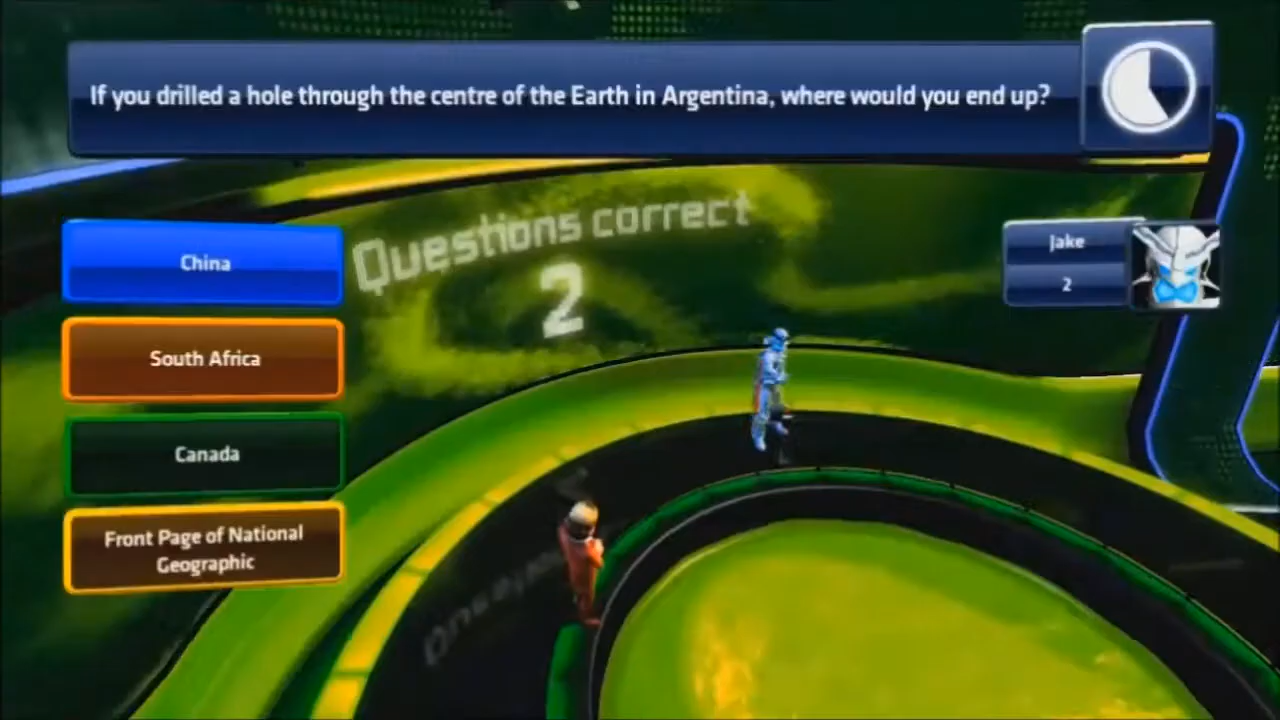 If you drilled a hole through the centre of the Earth in Argentina, where would you end up?
Questions correct
2
China
South Africa
Canada
Front Page of National
Geographic
Jake
2